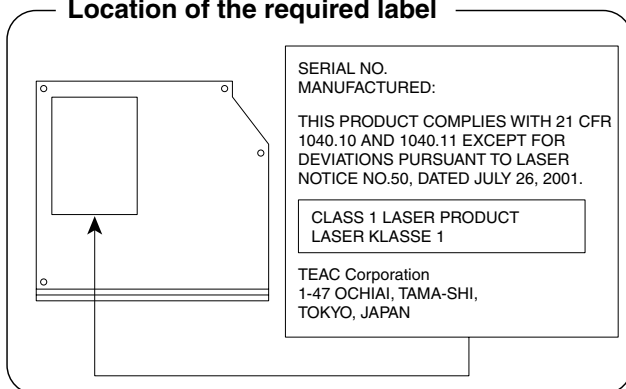 Location of the required label
SERIAL NO.
MANUFACTURED:
THIS PRODUCT COMPLIES WITH 21 CFR
1040.10 AND 1040.11 EXCEPT FOR
DEVIATIONS PURSUANT TO LASER
NOTICE NO.50, DATED JULY 26, 2001.
CLASS 1 LASER PRODUCT
LASER KLASSE 1
TEAC Corporation
1-47 OCHIAI, TAMA-SHI,
TOKYO, JAPAN